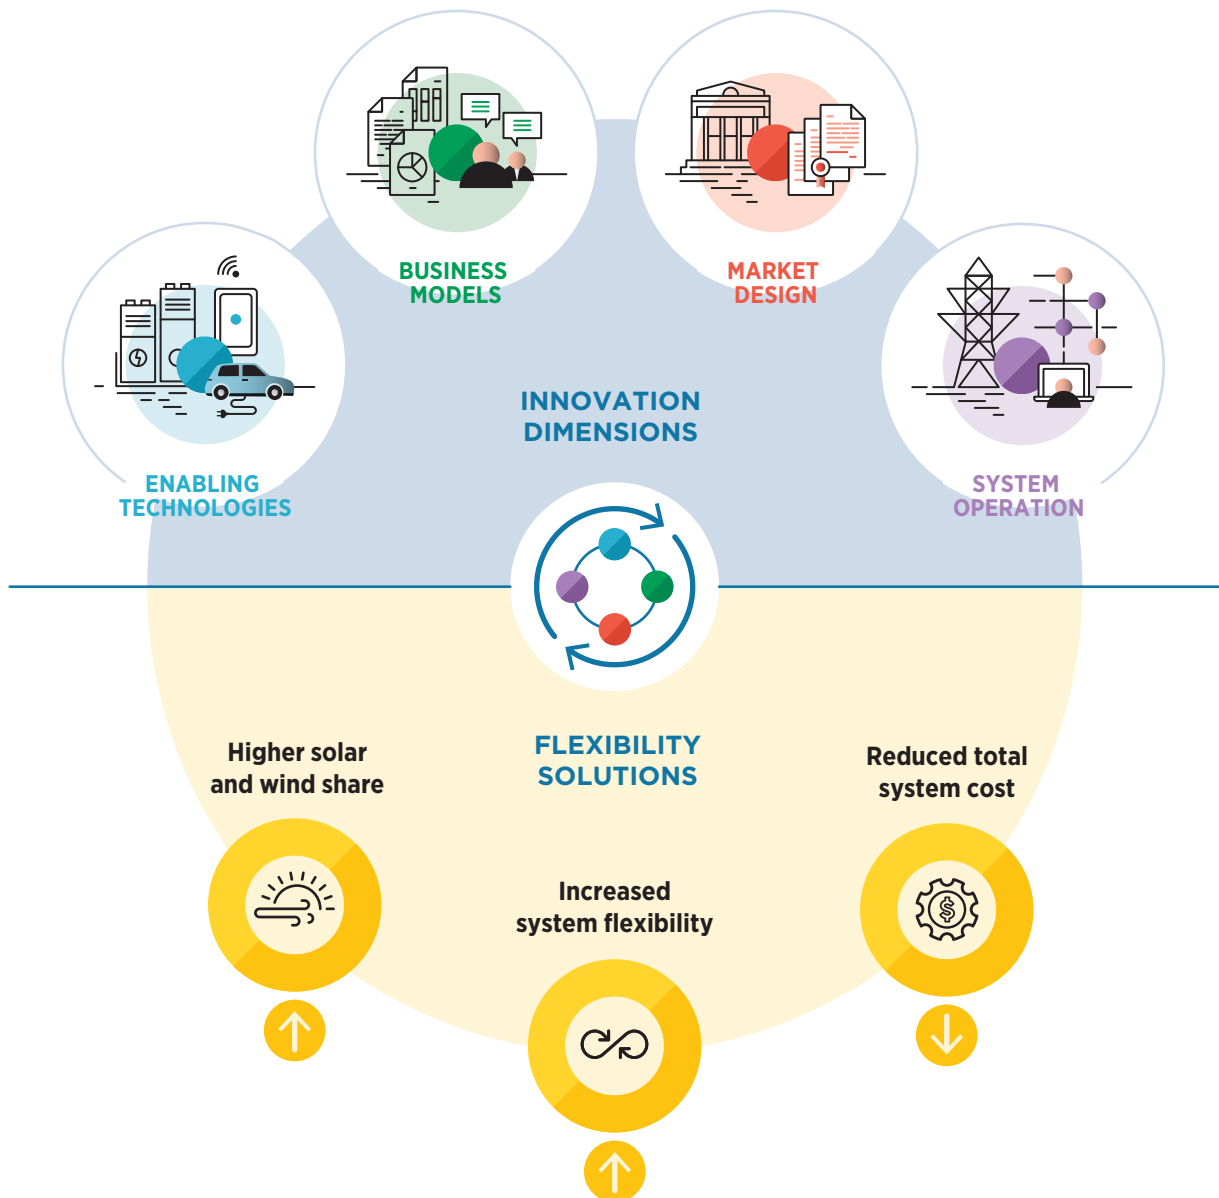 BUSINESS
MODELS
MARKET
DESIGN
ENABLING
TECHNOLOGIES
INNOVATION
DIMENSIONS
SYSTEM
OPERATION
FLEXIBILITY
SOLUTIONS
Higher solar
and wind share
Increased
system flexibility
Reduced total
system cost
$